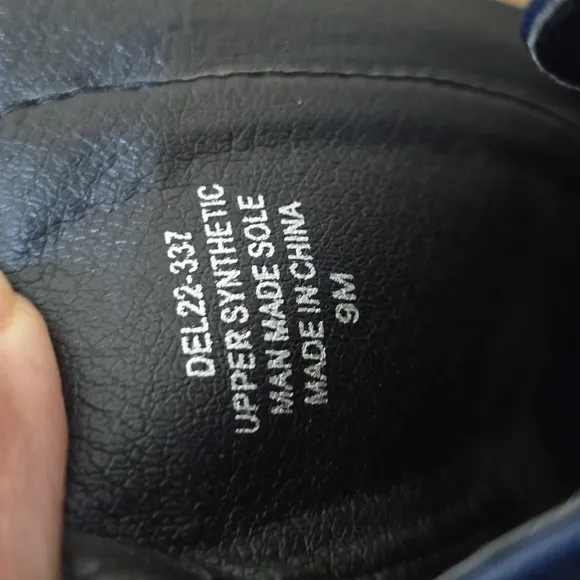 DEL22-337
UPPER SYNTHETIC
MAN MADE SOLE
MADE IN CHINA
9M